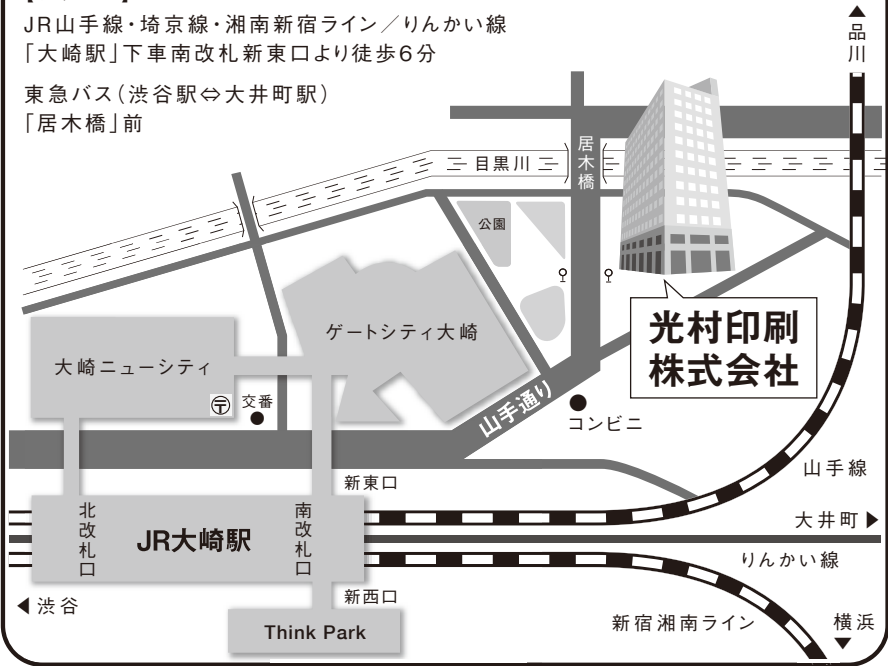 JR山手線・埼京線・湘南新宿ライン／りんかい線
「大崎駅」下車南改札新東口より徒歩6分
東急バス（渋谷駅⇔大井町駅）
「居木橋」前
▲品川
目黒川
居木橋
公園
ゲートシティ大崎
大崎ニューシティ
〒
交番
光村印刷
株式会社
山手通り
コンビニ
山手線
新東口
北改札口
JR大崎駅
南改札口
大井町▶
りんかい線
◀渋谷
新西口
Think Park
新宿湘南ライン
横浜▼